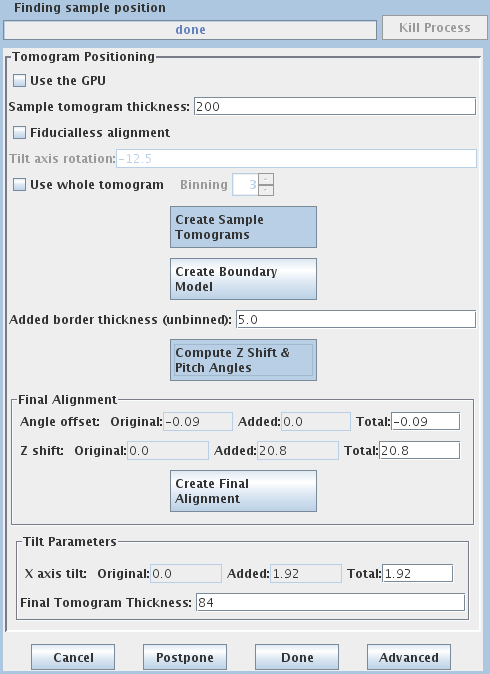 Finding sample position
done
Kill Process
Tomogram Positioning
Use the GPU
Sample tomogram thickness: 200
Fiducialless alignment
Tilt axis rotation: -12.5
Use whole tomogram Binning 3
Create Sample
Tomograms
Create Boundary
Model
Added border thickness (unbinned): 5.0
Compute Z Shift &
Pitch Angles
Final Alignment
Angle offset: Original: -0.09 Added: 0.0 Total: -0.09
Z shift: Original: 0.0 Added: 20.8 Total: 20.8
Create Final
Alignment
Tilt Parameters
X axis tilt: Original: 0.0 Added: 1.92 Total: 1.92
Final Tomogram Thickness: 84
Cancel Postpone Done Advanced